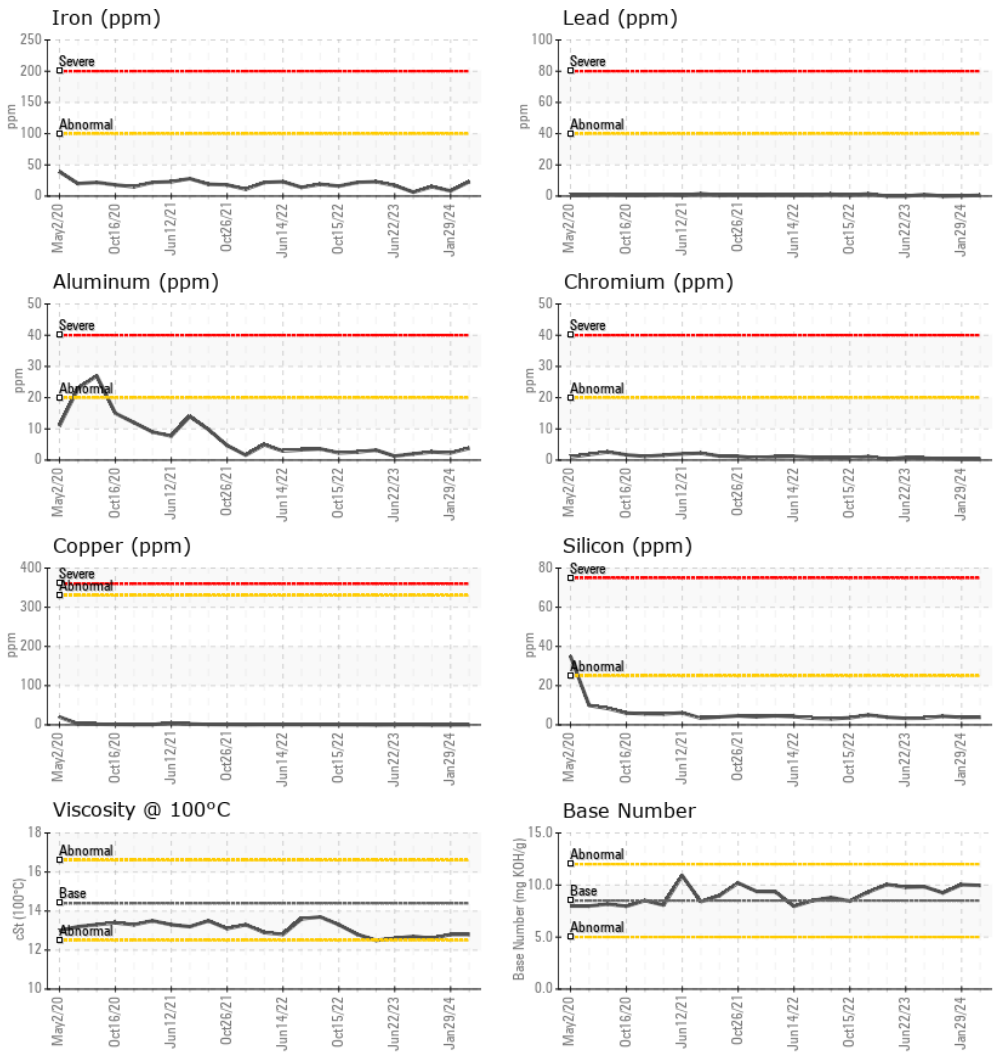 Iron (ppm)
250
200
150
100
50
0
ppm
Severe
Abnormal
May2/20
Oct16/20
Jun12/21
Oct26/21
Jun14/22
Oct15/22
Jun22/23
Jan29/24
Lead (ppm)
100
80
60
40
20
0
ppm
Severe
Abnormal
May2/20
Oct16/20
Jun12/21
Oct26/21
Jun14/22
Oct15/22
Jun22/23
Jan29/24
Aluminum (ppm)
50
40
30
20
10
0
ppm
Severe
Abnormal
May2/20
Oct16/20
Jun12/21
Oct26/21
Jun14/22
Oct15/22
Jun22/23
Jan29/24
Chromium (ppm)
50
40
30
20
10
0
ppm
Severe
Abnormal
May2/20
Oct16/20
Jun12/21
Oct26/21
Jun14/22
Oct15/22
Jun22/23
Jan29/24
Copper (ppm)
400
300
200
100
0
ppm
Severe
Abnormal
May2/20
Oct16/20
Jun12/21
Oct26/21
Jun14/22
Oct15/22
Jun22/23
Jan29/24
Silicon (ppm)
80
60
40
20
0
ppm
Severe
Abnormal
May2/20
Oct16/20
Jun12/21
Oct26/21
Jun14/22
Oct15/22
Jun22/23
Jan29/24
Viscosity @ 100°C
18
16
14
12
10
cSt (100°C)
Abnormal
Base
Abnormal
May2/20
Oct16/20
Jun12/21
Oct26/21
Jun14/22
Oct15/22
Jun22/23
Jan29/24
Base Number
15.0
10.0
5.0
0.0
Base Number (mg KOH/g)
Abnormal
Base
Abnormal
May2/20
Oct16/20
Jun12/21
Oct26/21
Jun14/22
Oct15/22
Jun22/23
Jan29/24